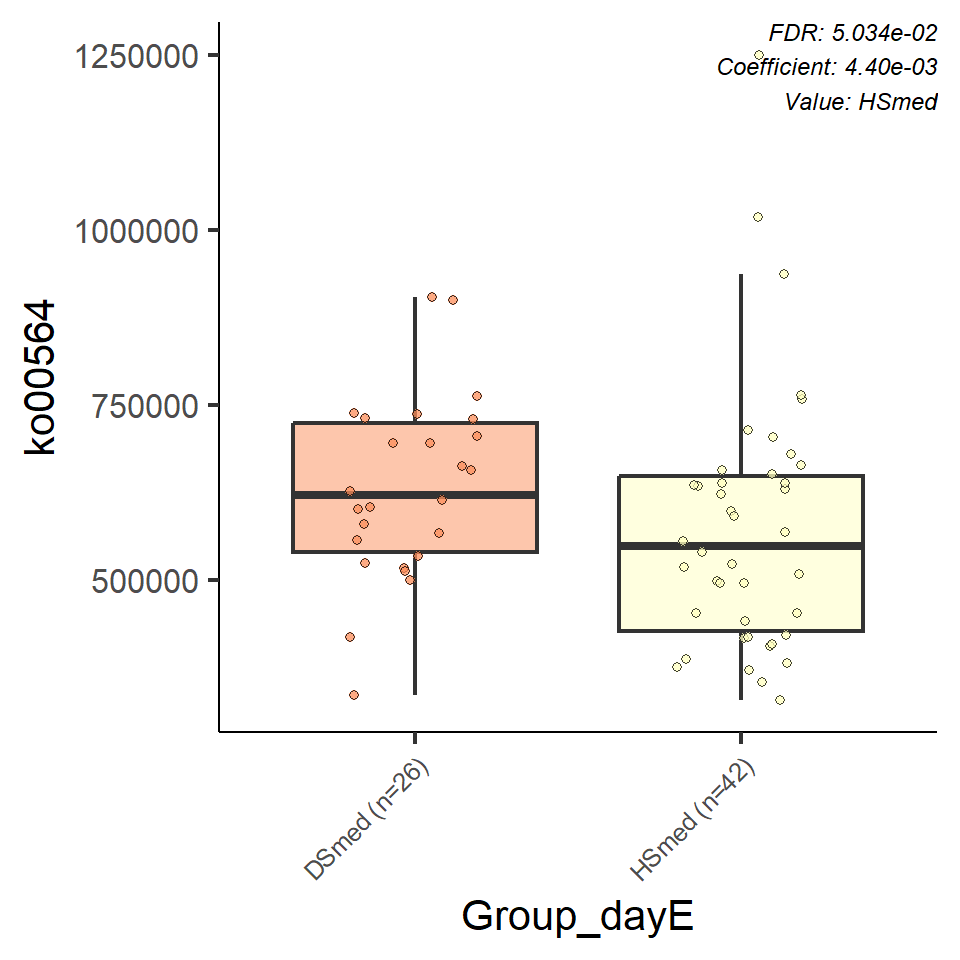 FDR: 5.034e-02
Coefficient: 4.40e-03
Value: HSmed
1250000
1000000
750000
500000
ko00564
DSmed (n=26)
HSmed (n=42)
Group_dayE